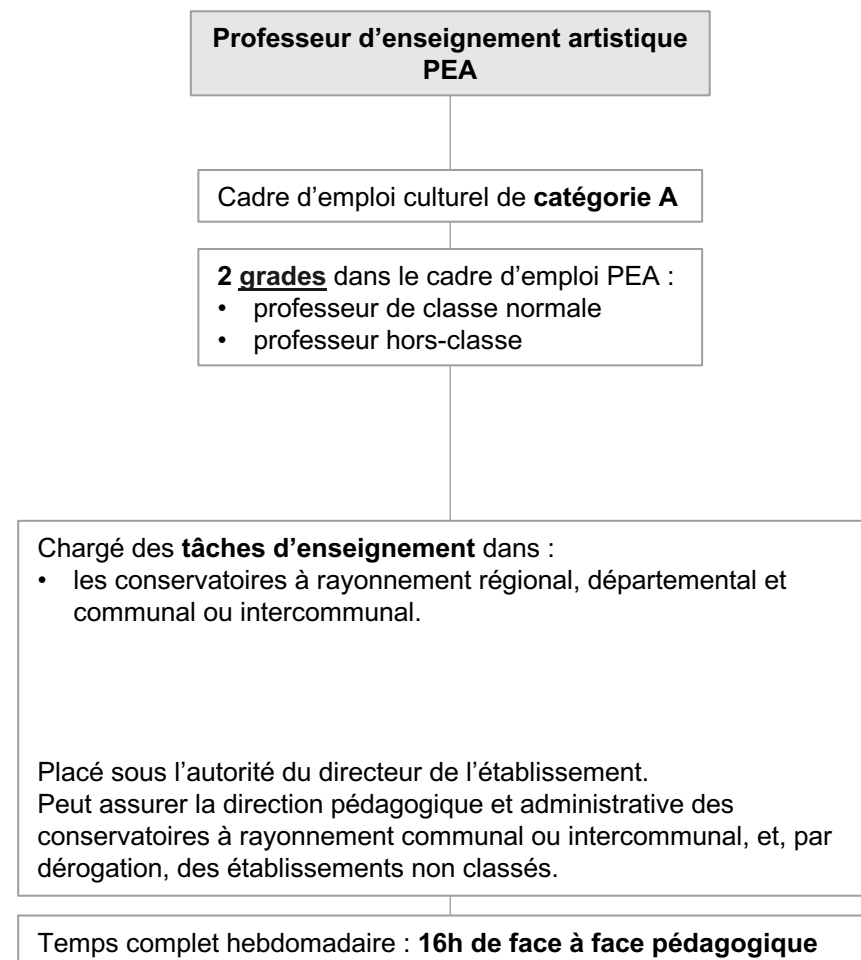 Professeur d’enseignement artistique
PEA
Cadre d’emploi culturel de catégorie A
2 grades dans le cadre d’emploi PEA :
• professeur de classe normale
• professeur hors-classe
Chargé des tâches d’enseignement dans :
• les conservatoires à rayonnement régional, départemental et
communal ou intercommunal.
Placé sous l’autorité du directeur de l’établissement.
Peut assurer la direction pédagogique et administrative des
conservatoires à rayonnement communal ou intercommunal, et, par
dérogation, des établissements non classés.
Temps complet hebdomadaire : 16h de face à face pédagogique